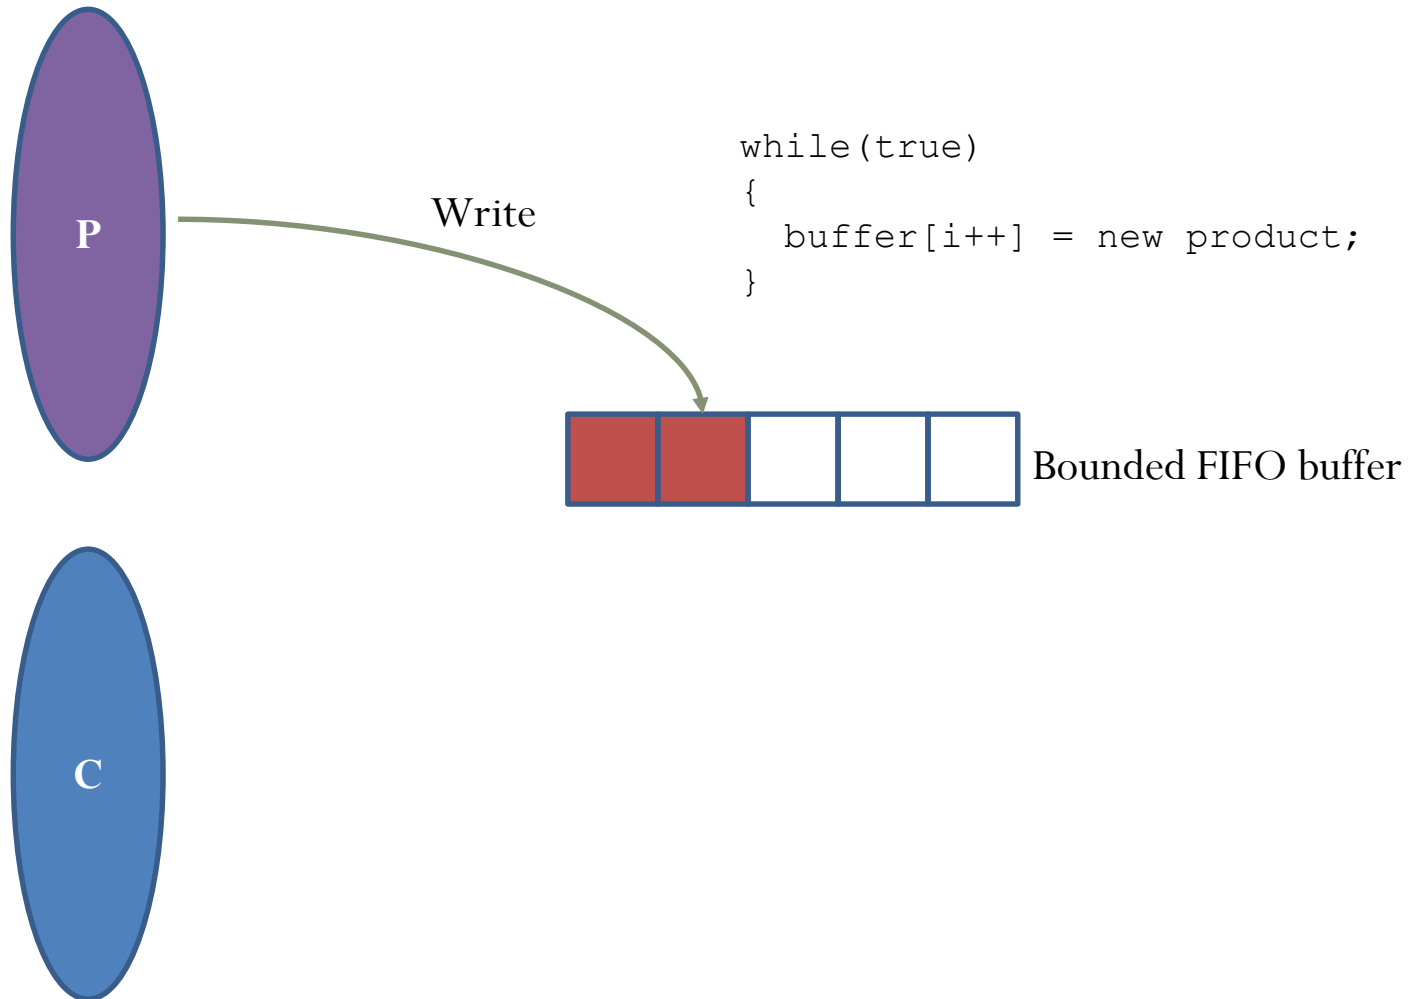 P
Write
while(true)
{
  buffer[i++] = new product;
}
Bounded FIFO buffer
C